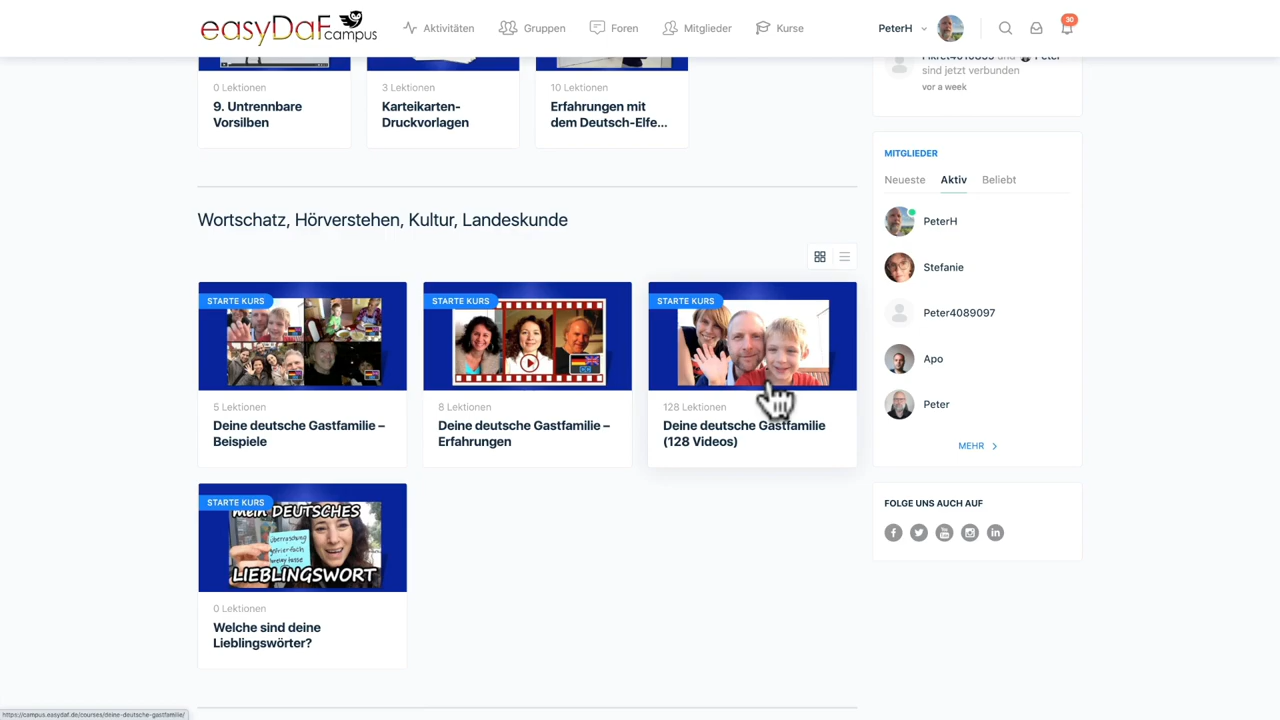 easyDaF campus
Aktivitäten
Gruppen
Foren
Mitglieder
Kurse
PeterH
30
0 Lektionen
9. Untrennbare
Vorsilben
3 Lektionen
Karteikarten-
Druckvorlagen
10 Lektionen
Erfahrungen mit
dem Deutsch-Elfe...
Wortschatz, Hörverstehen, Kultur, Landeskunde
STARTE KURS
5 Lektionen
Deine deutsche Gastfamilie –
Beispiele
STARTE KURS
8 Lektionen
Deine deutsche Gastfamilie –
Erfahrungen
STARTE KURS
128 Lektionen
Deine deutsche Gastfamilie
(128 Videos)
STARTE KURS
MEIN DEUTSCHES
Überraschung
LIEBLINGSWORT
0 Lektionen
Welche sind deine
Lieblingswörter?
und Peter
sind jetzt verbunden
vor a week
MITGLIEDER
Neueste Aktiv Beliebt
PeterH
Stefanie
Peter4089097
Apo
Peter
MEHR
FOLGE UNS AUCH AUF
https://campus.easydaf.de/courses/deine-deutsche-gastfamilie/